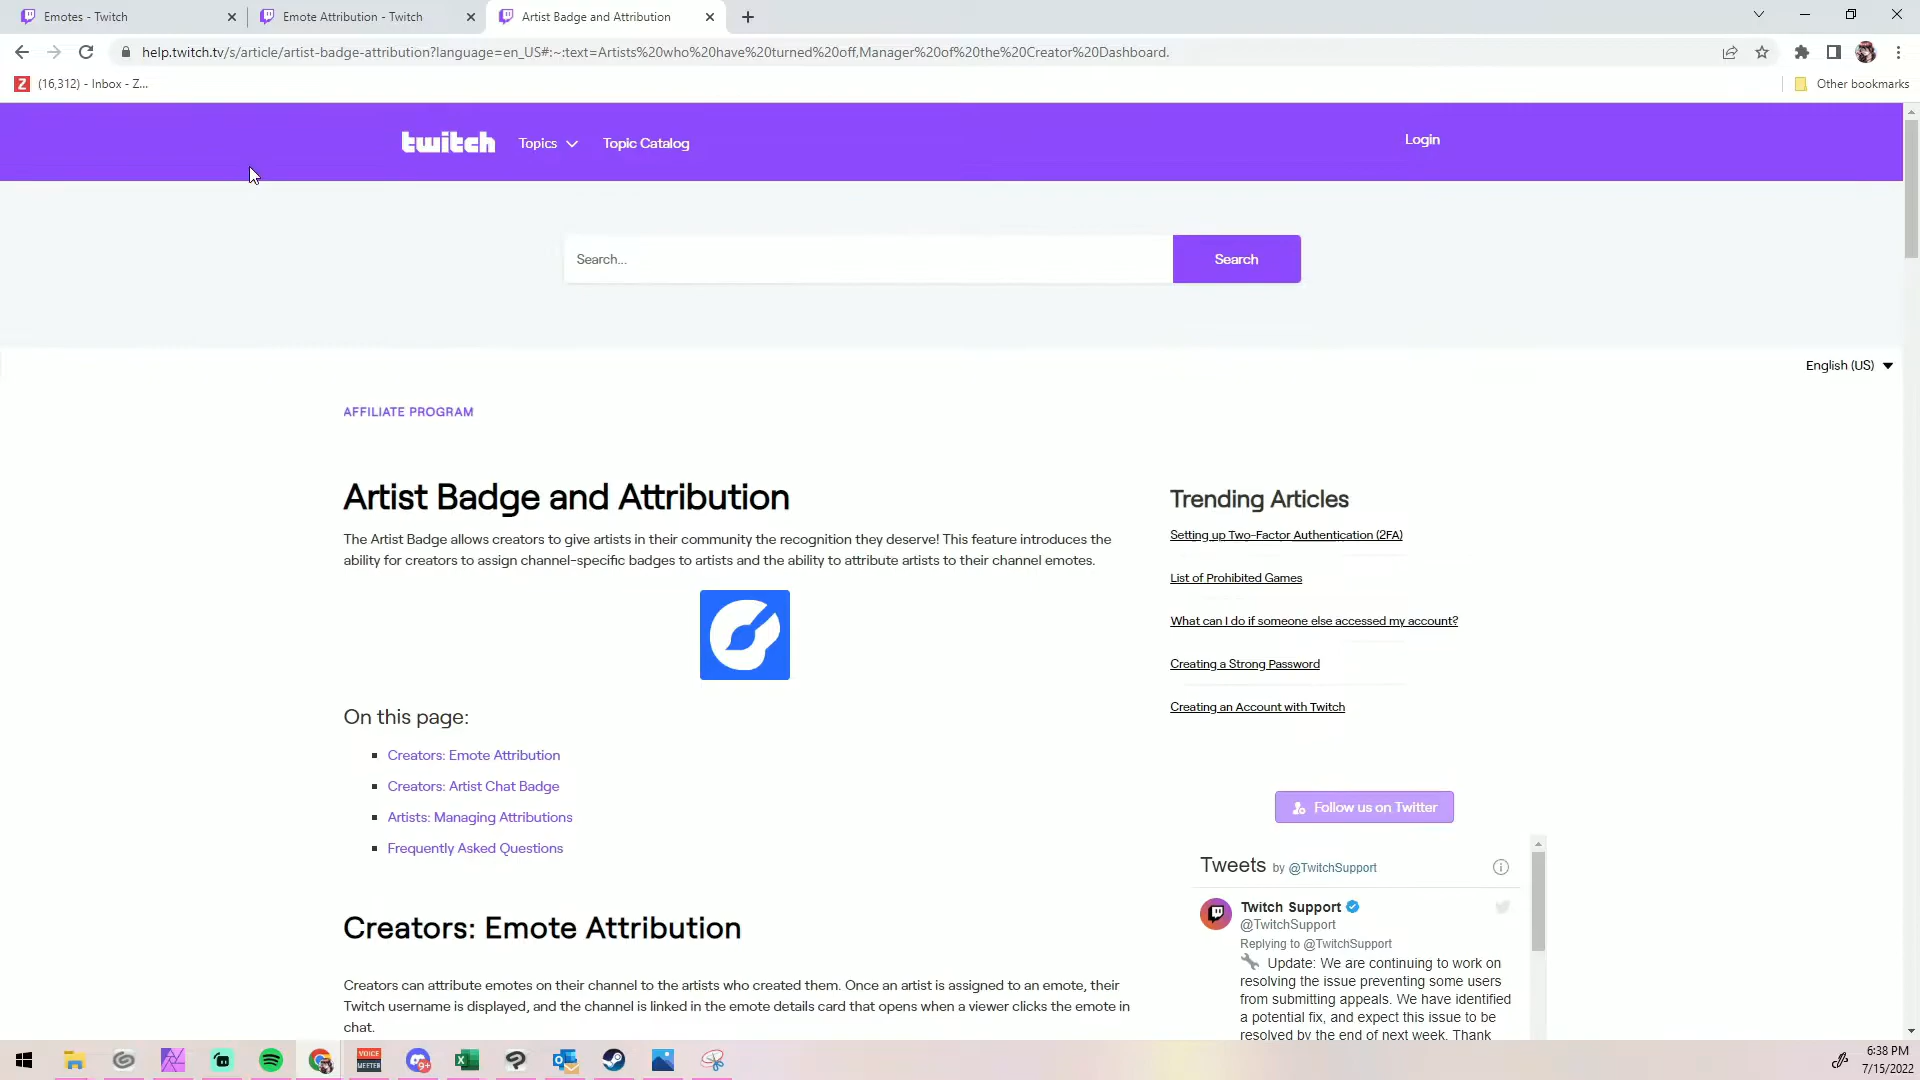 Emotes - Twitch
Emote Attribution - Twitch
Artist Badge and Attribution
help.twitch.tv/s/article/artist-badge-attribution?language=en_US#:~:text=Artists%20who%20have%20turned%20off,Manager%20of%20the%20Creator%20Dashboard.
Z (16,312) - Inbox - Z...
Other bookmarks
twitch
Topics
Topic Catalog
Login
Search...
Search
English (US)
AFFILIATE PROGRAM
Artist Badge and Attribution
The Artist Badge allows creators to give artists in their community the recognition they deserve! This feature introduces the
ability for creators to assign channel-specific badges to artists and the ability to attribute artists to their channel emotes.
On this page:
Creators: Emote Attribution
Creators: Artist Chat Badge
Artists: Managing Attributions
Frequently Asked Questions
Creators: Emote Attribution
Creators can attribute emotes on their channel to the artists who created them. Once an artist is assigned to an emote, their
Twitch username is displayed, and the channel is linked in the emote details card that opens when a viewer clicks the emote in
chat.
Trending Articles
Setting up Two-Factor Authentication (2FA)
List of Prohibited Games
What can I do if someone else accessed my account?
Creating a Strong Password
Creating an Account with Twitch
Follow us on Twitter
Tweets by @TwitchSupport
Twitch Support
@TwitchSupport
Replying to @TwitchSupport
Update: We are continuing to work on
resolving the issue preventing some users
from submitting appeals. We have identified
a potential fix, and expect this issue to be
resolved by the end of next week. Thank
VOICE
MEETER
9+
6:38 PM
7/15/2022